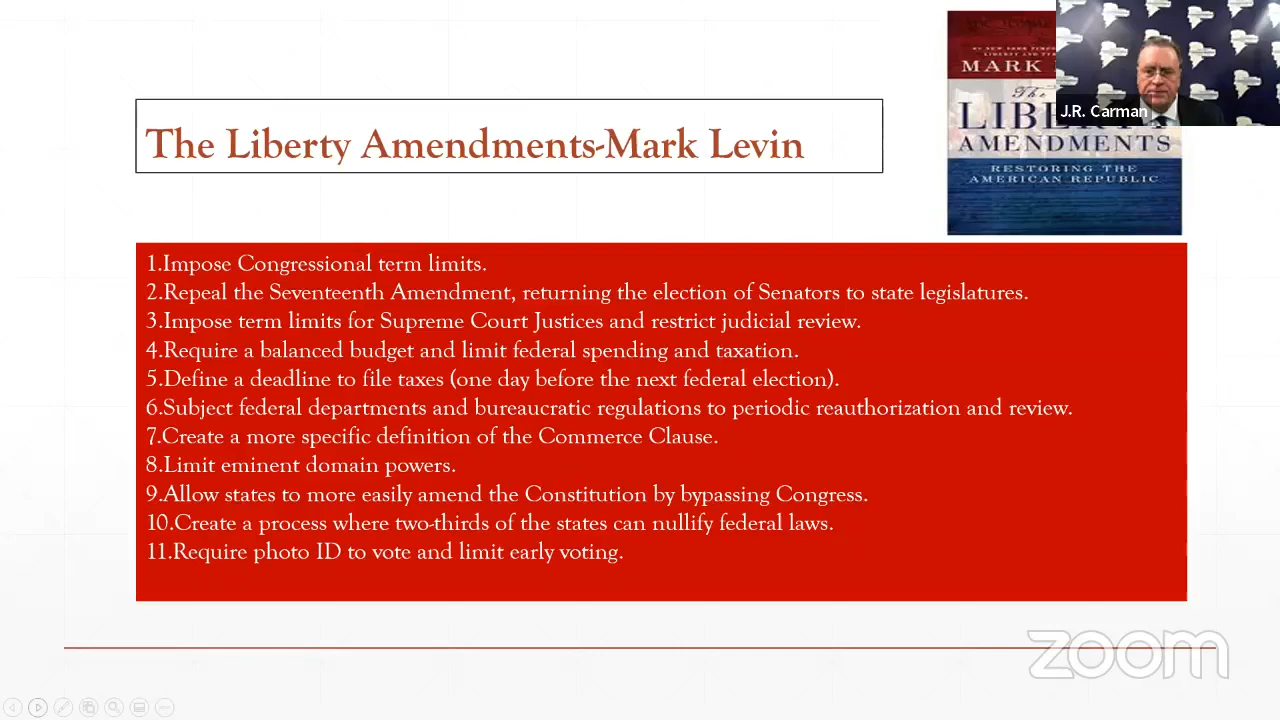 MARK
The
J.R. Carman
AMENDMENTS
RESTORING THE
AMERICAN REPUBLIC
The Liberty Amendments-Mark Levin
1.Impose Congressional term limits.
2.Repeal the Seventeenth Amendment, returning the election of Senators to state legislatures.
3.Impose term limits for Supreme Court Justices and restrict judicial review.
4.Require a balanced budget and limit federal spending and taxation.
5.Define a deadline to file taxes (one day before the next federal election).
6.Subject federal departments and bureaucratic regulations to periodic reauthorization and review.
7.Create a more specific definition of the Commerce Clause.
8.Limit eminent domain powers.
9.Allow states to more easily amend the Constitution by bypassing Congress.
10.Create a process where two-thirds of the states can nullify federal laws.
11.Require photo ID to vote and limit early voting.
zoom